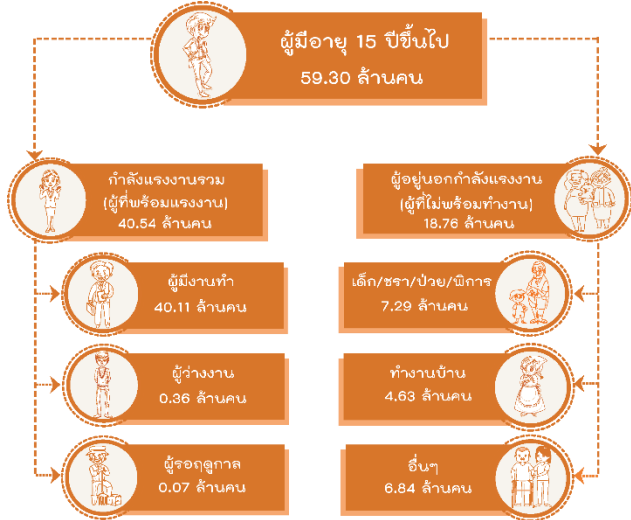 ผู้มีอายุ 15 ปีขึ้นไป
59.30 ล้านคน
กำลังแรงงานรวม
(ผู้ที่พร้อมแรงงาน)
40.54 ล้านคน
ผู้อยู่นอกกำลังแรงงาน
(ผู้ที่ไม่พร้อมทำงาน)
18.76 ล้านคน
ผู้มีงานทำ
40.11 ล้านคน
เด็ก/ชรา/ป่วย/พิการ
7.29 ล้านคน
ผู้ว่างงาน
0.36 ล้านคน
ทำงานบ้าน
4.63 ล้านคน
ผู้รอฤดูกาล
0.07 ล้านคน
อื่นๆ
6.84 ล้านคน